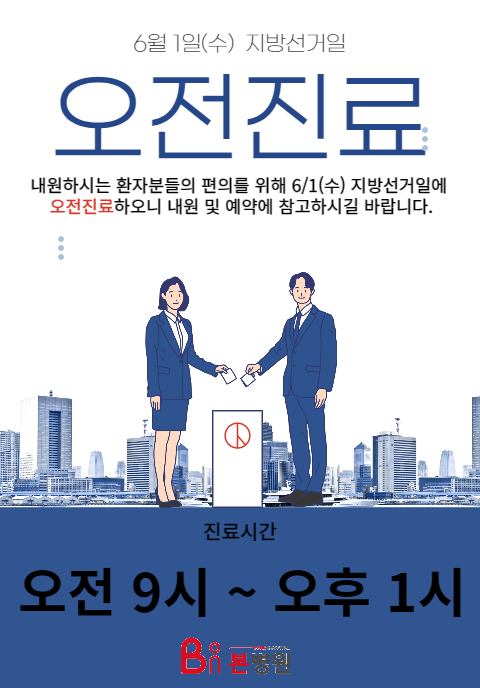 6월 1일(수) 지방선거일
오전진료
내원하시는 환자분들의 편의를 위해 6/1(수) 지방선거일에
오전진료하오니 내원 및 예약에 참고하시길 바랍니다.
진료시간
오전 9시 ~ 오후 1시
Bon 본병원